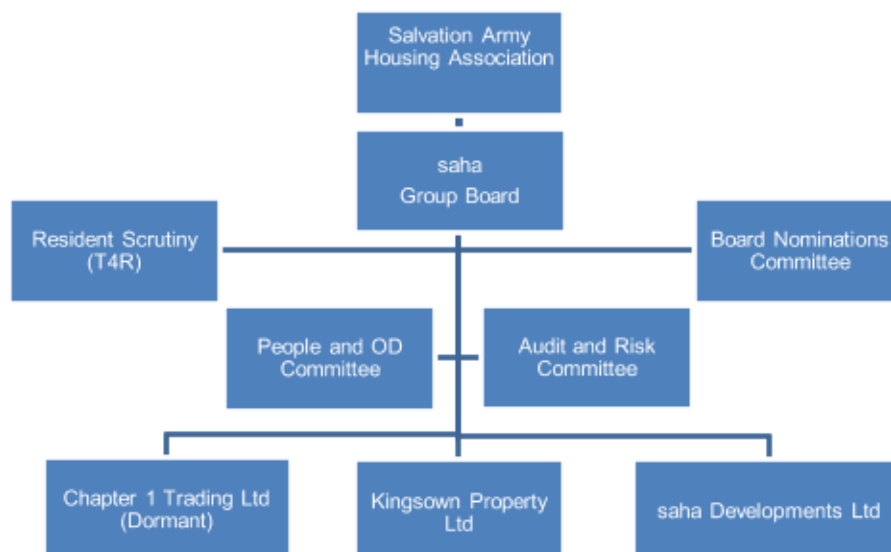 Salvation Army
Housing Association
saha
Group Board
Resident Scrutiny
(T4R)
Board Nominations
Committee
People and OD
Committee
Audit and Risk
Committee
Chapter 1 Trading Ltd
(Dormant)
Kingsown Property
Ltd
saha Developments Ltd